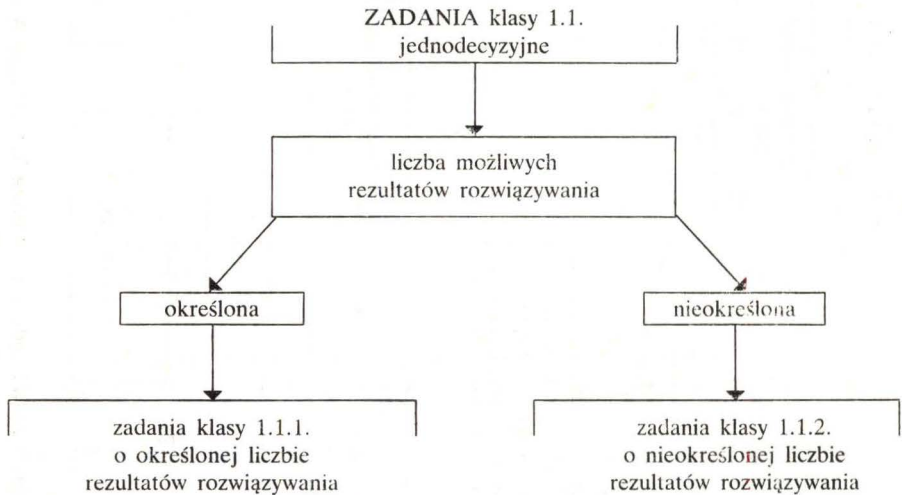 ZADANIA klasy 1.1.
jednodecyzyjne
liczba możliwych
rezultatów rozwiązywania
określona
nieokreślona
zadania klasy 1.1.1.
o określonej liczbie
rezultatów rozwiązywania
zadania klasy 1.1.2.
o nieokreślonej liczbie
rezultatów rozwiązywania